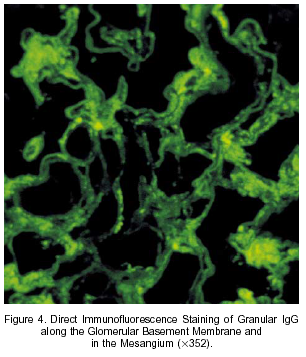 Figure 4. Direct Immunofluorescence Staining of Granular IgG
along the Glomerular Basement Membrane and
in the Mesangium (×352).